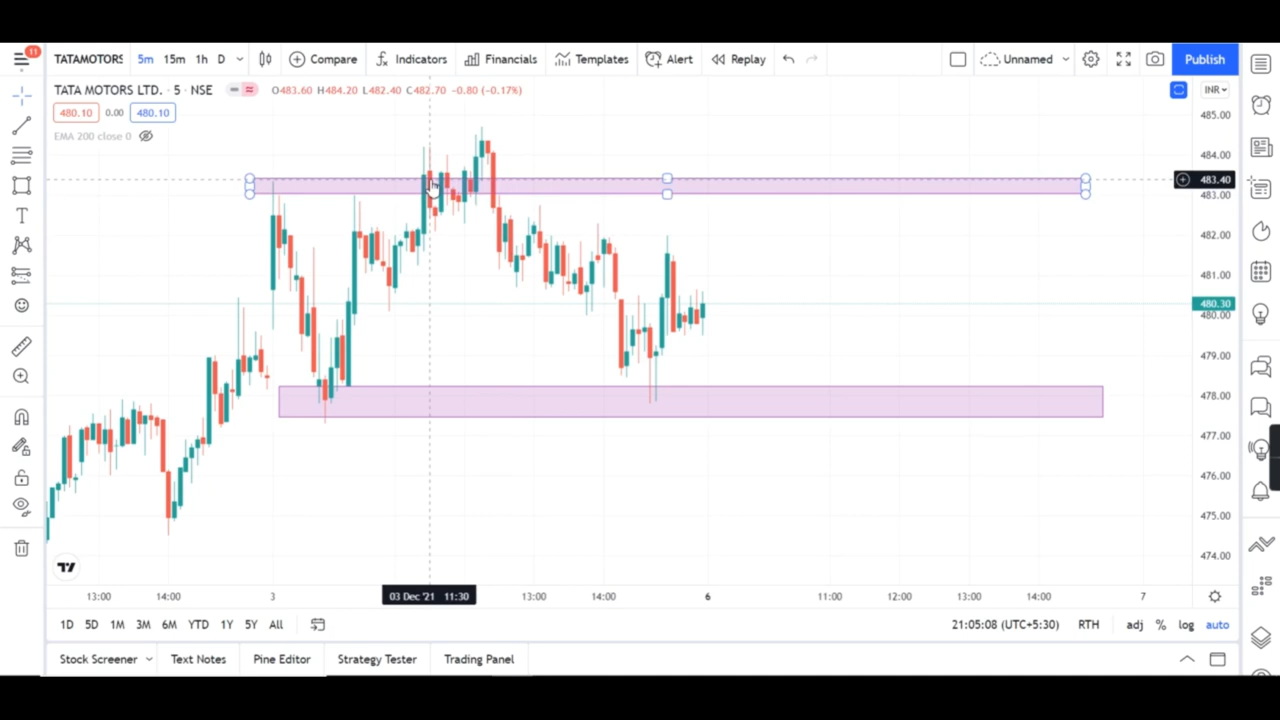 11
TATAMOTORS 5m 15m 1h D Compare Indicators Financials Templates Alert Replay Unnamed Publish
TATA MOTORS LTD. · 5 · NSE O483.60 H484.20 L482.40 C482.70 -0.80 (-0.17%) INR
480.10 0.00 480.10
EMA 200 close 0
485.00
484.00
483.40
483.00
482.00
481.00
480.30
480.00
479.00
478.00
477.00
476.00
475.00
474.00
13:00 14:00 3 03 Dec '21 11:30 13:00 14:00 6 11:00 12:00 13:00 14:00 7
1D 5D 1M 3M 6M YTD 1Y 5Y All 21:05:08 (UTC+5:30) RTH adj % log auto
Stock Screener Text Notes Pine Editor Strategy Tester Trading Panel